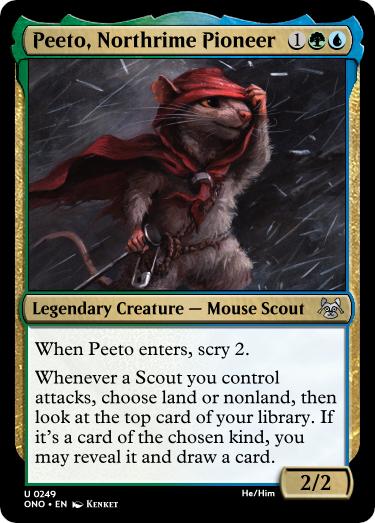 Peeto, Northrime Pioneer 1
Legendary Creature — Mouse Scout
When Peeto enters, scry 2.
Whenever a Scout you control
attacks, choose land or nonland, then
look at the top card of your library. If
it's a card of the chosen kind, you
may reveal it and draw a card.
2/2
U 0249 He/Him
ONO • EN Kenket